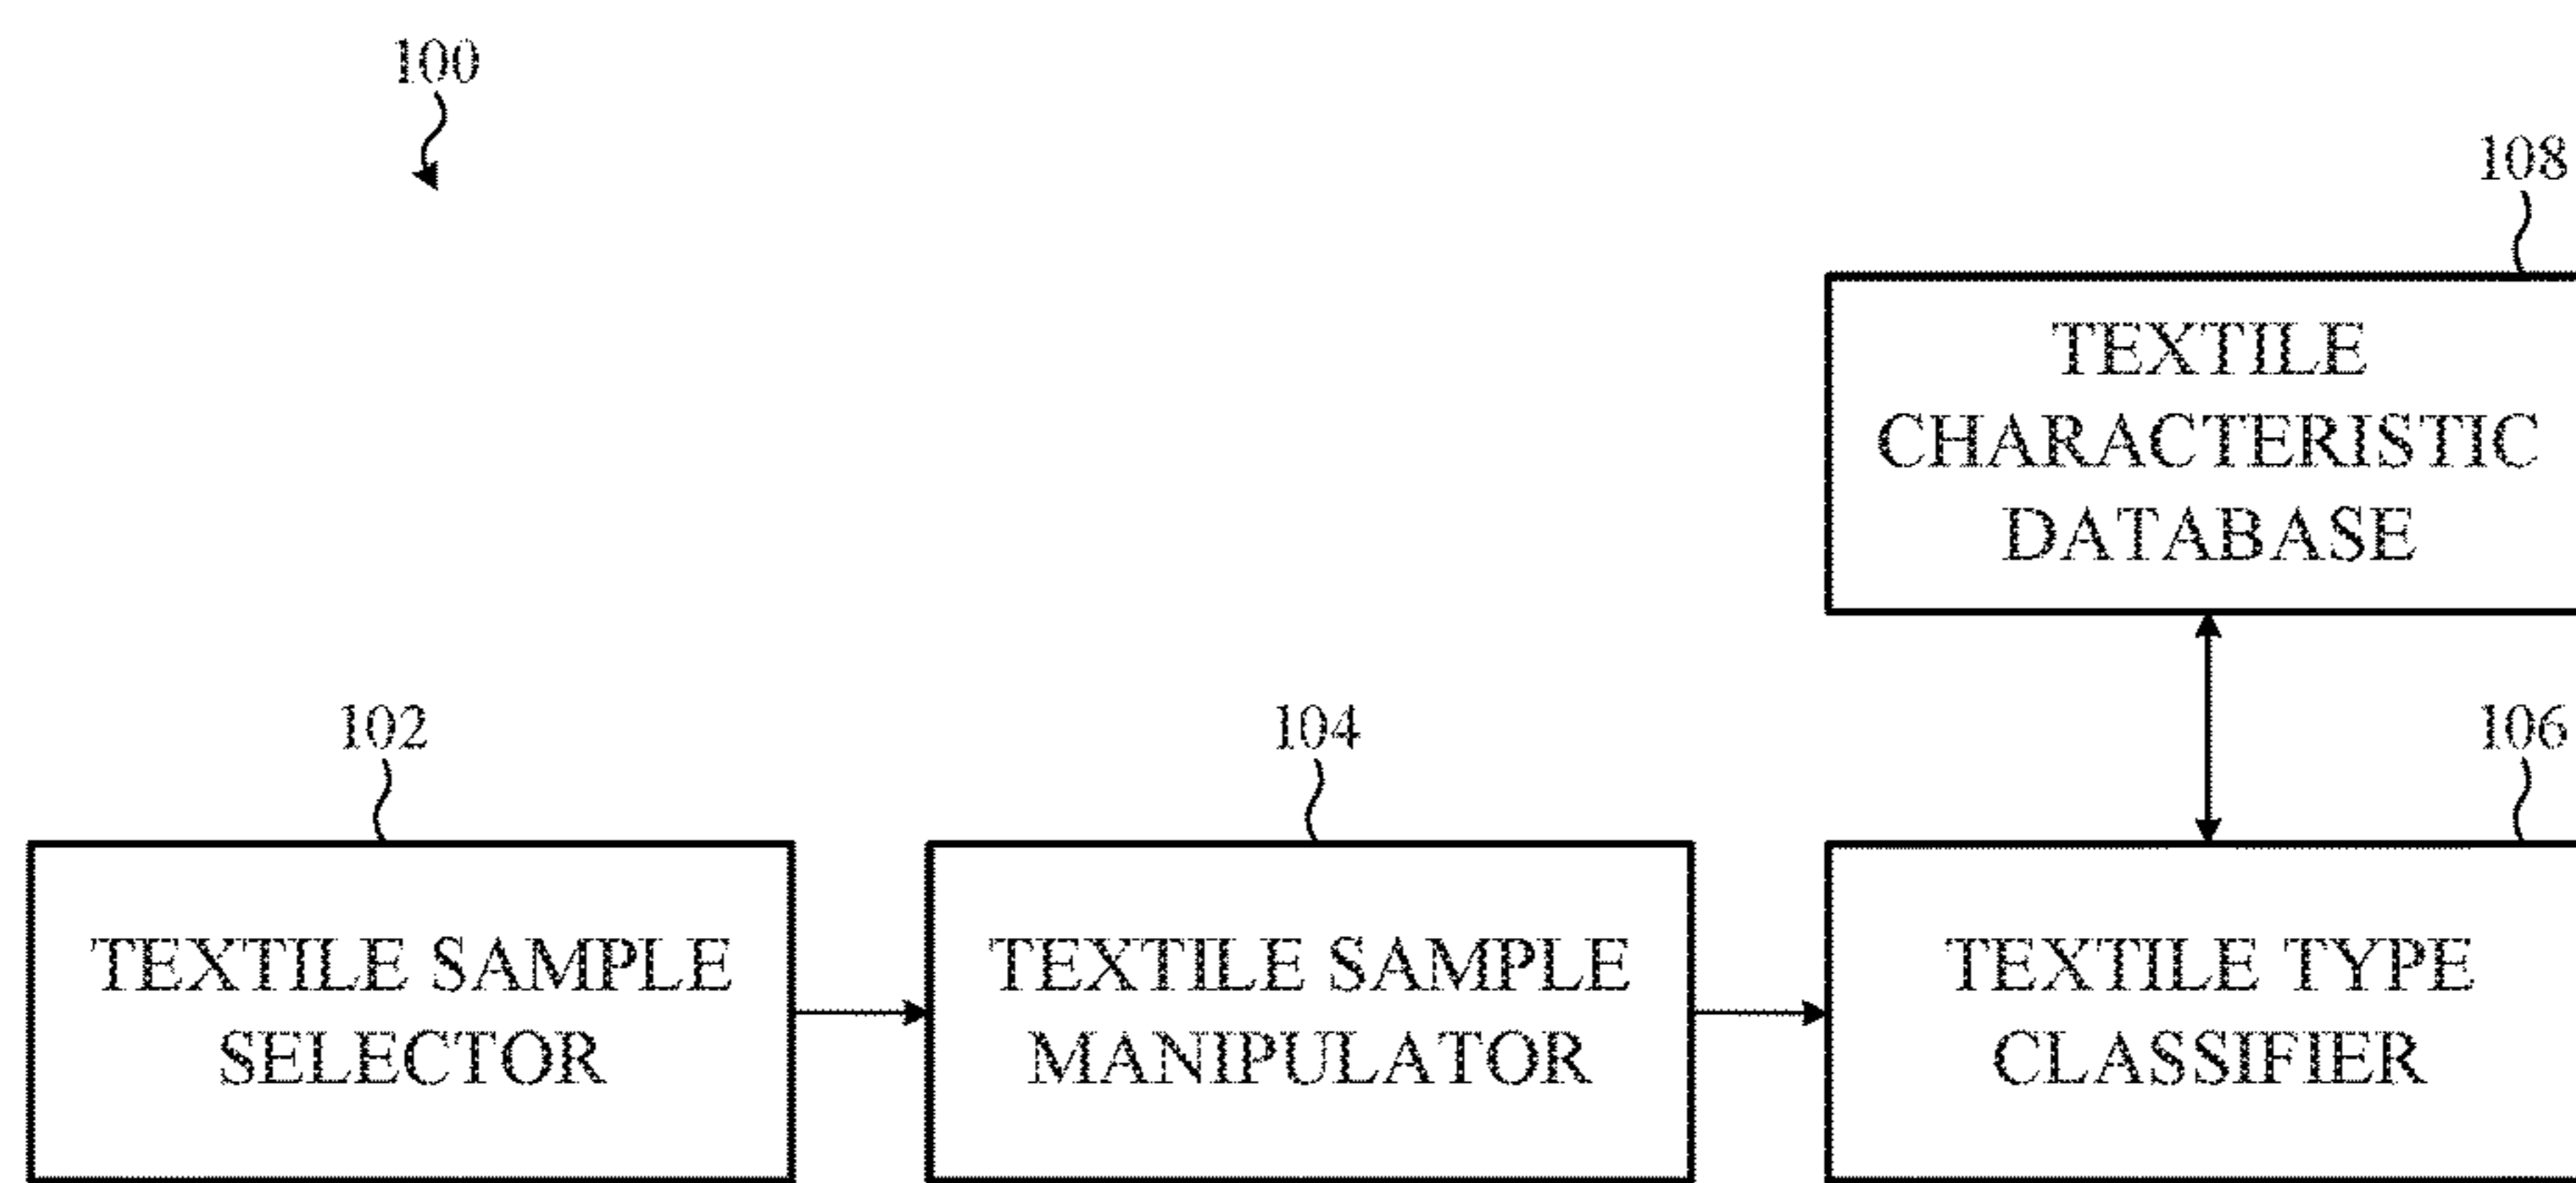 100
108
TEXTILE
CHARACTERISTIC
DATABASE
102
104
106
TEXTILE SAMPLE
SELECTOR
TEXTILE SAMPLE
MANIPULATOR
TEXTILE TYPE
CLASSIFIER